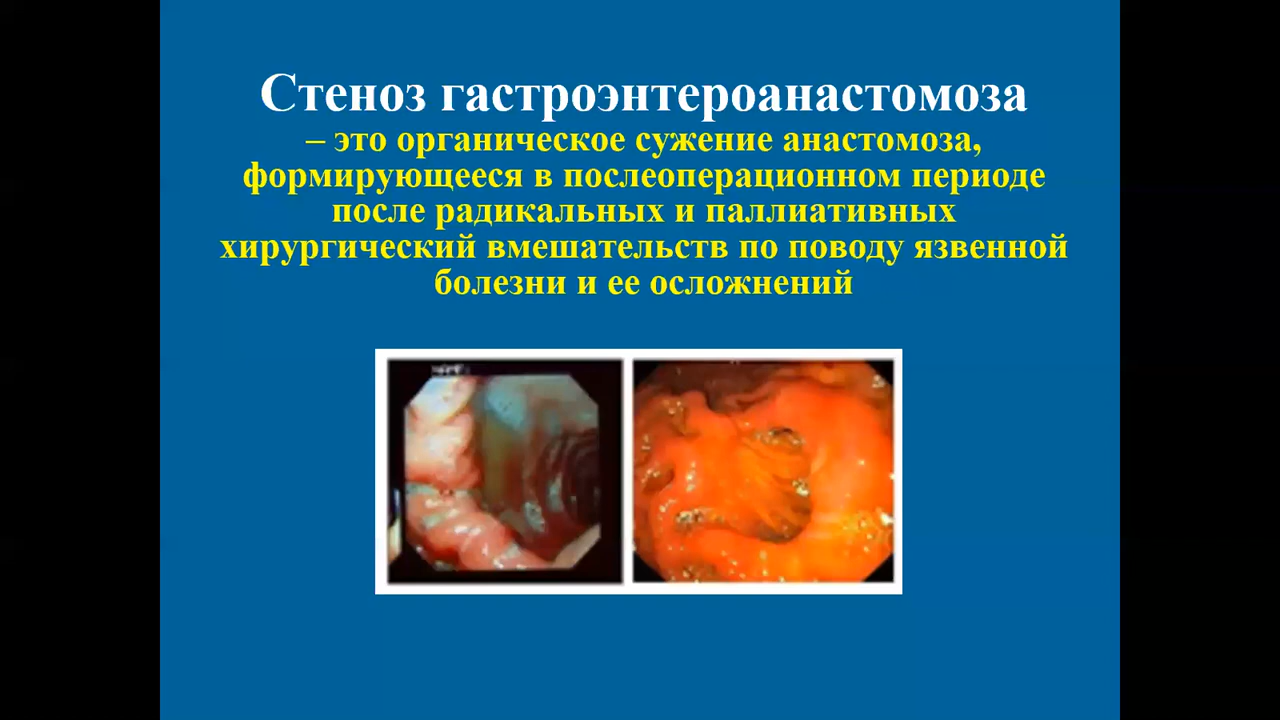 Стеноз гастроэнтероанастомоза
– это органическое сужение анастомоза,
формирующееся в послеоперационном периоде
после радикальных и паллиативных
хирургический вмешательств по поводу язвенной
болезни и ее осложнений